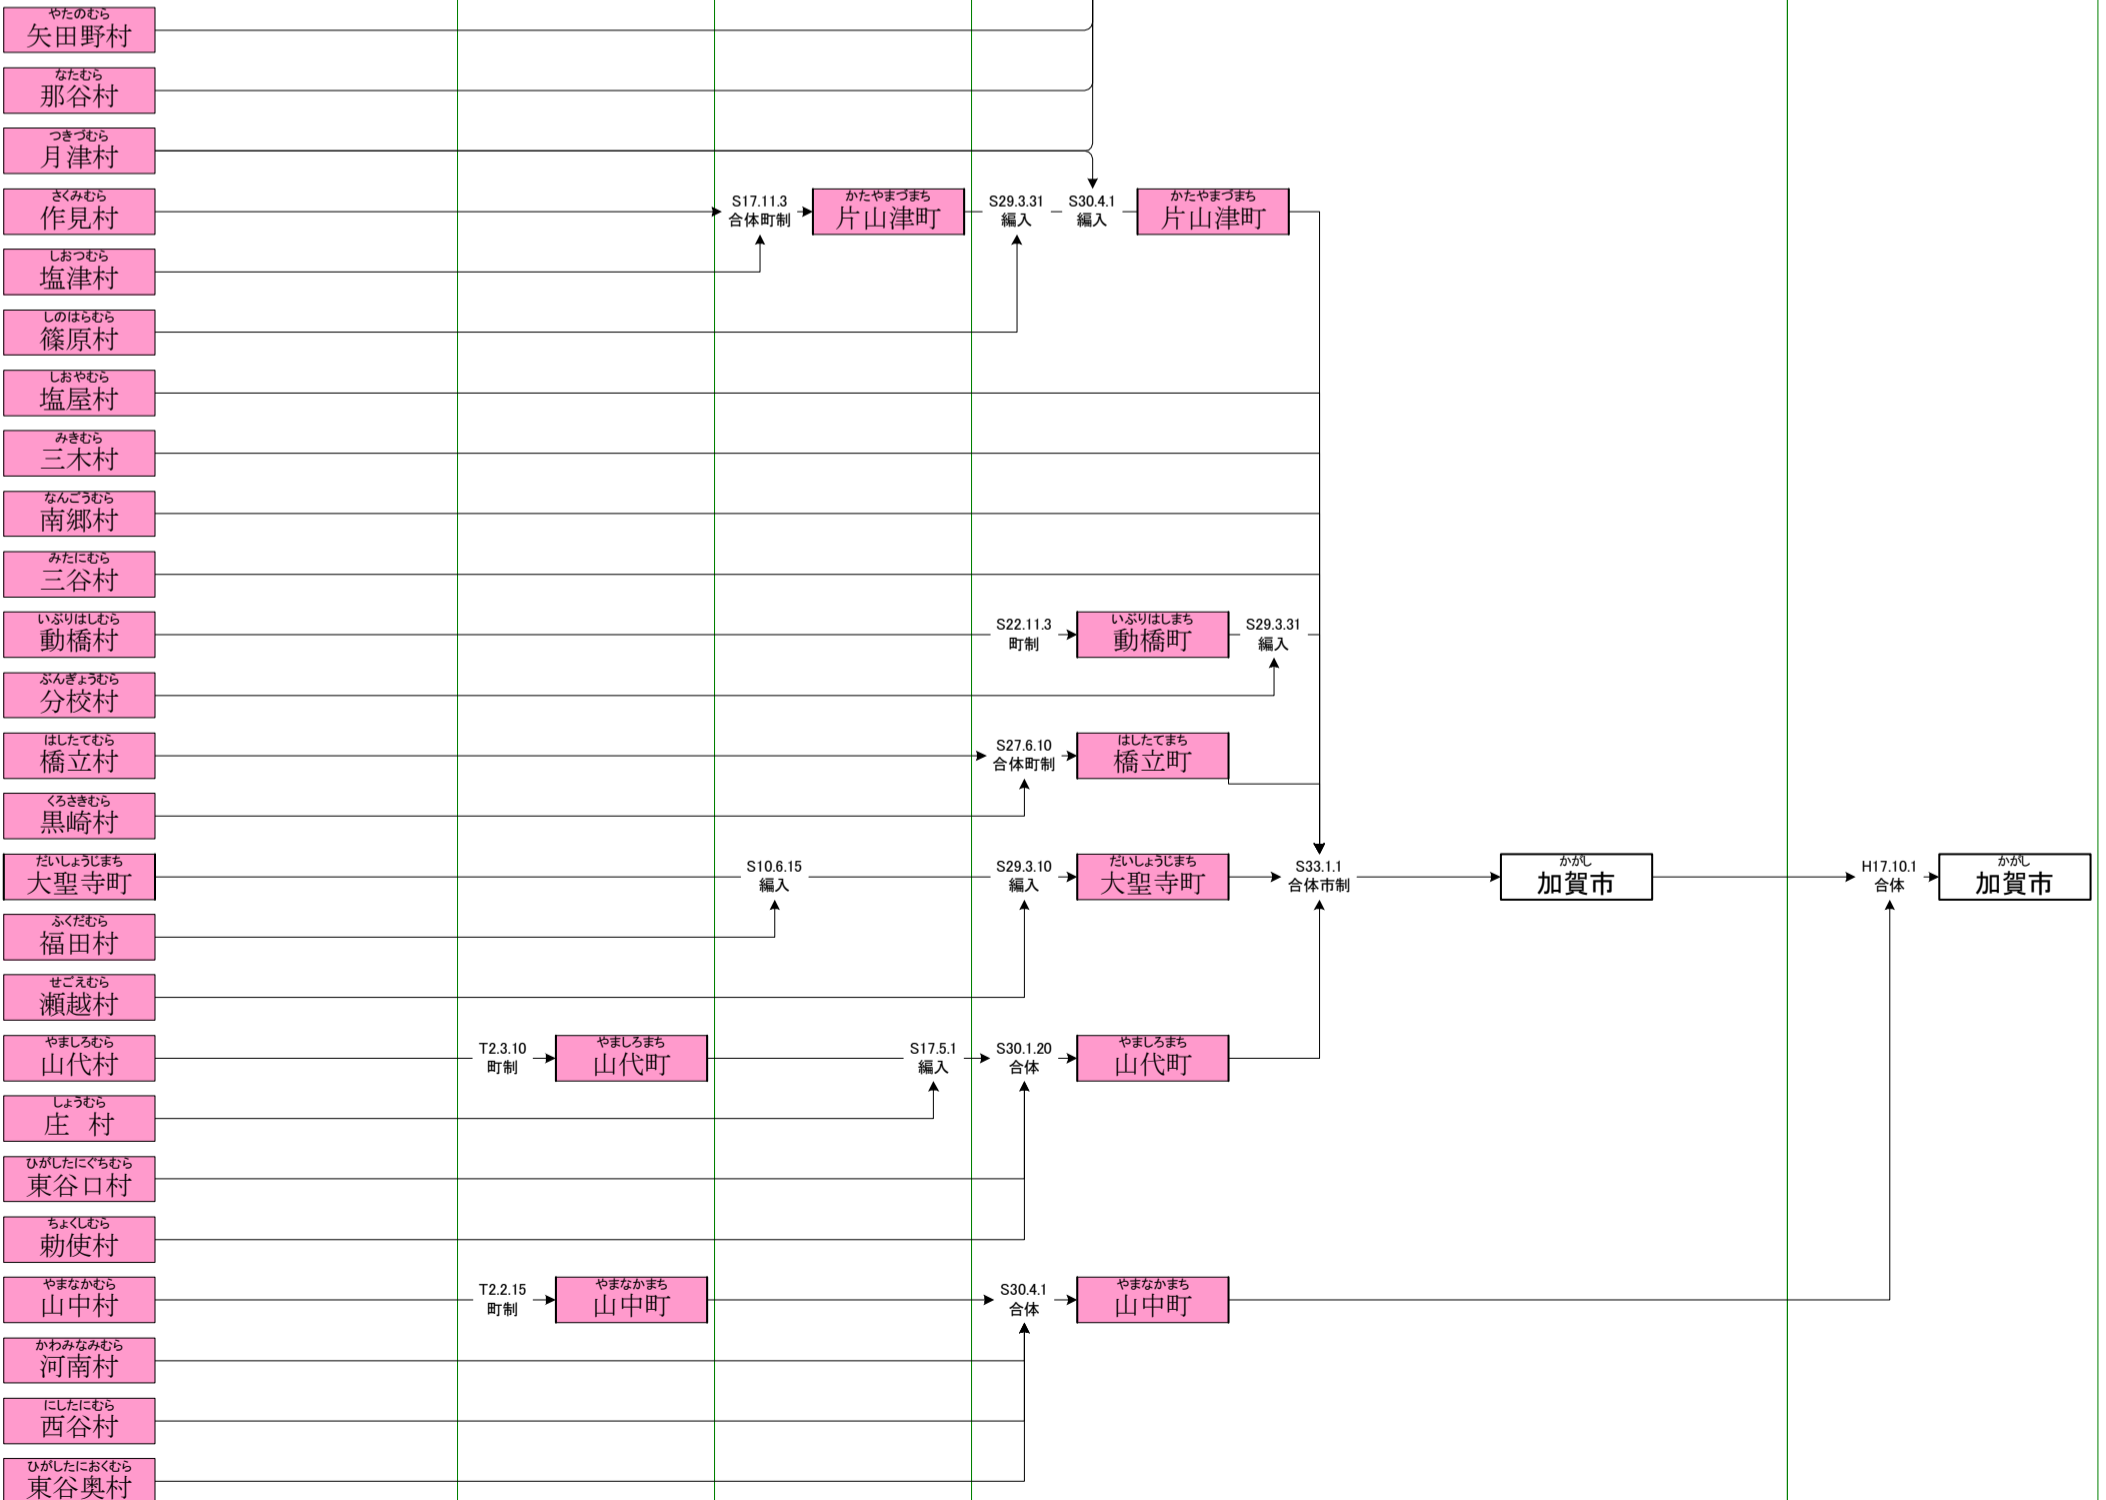 やたのむら
矢田野村
なたむら
那谷村
つきづむら
月津村
さくみむら
作見村
S17.11.3
合体町制
かたやまづまち
片山津町
S29.3.31
編入
S30.4.1
編入
かたやまづまち
片山津町
しおつむら
塩津村
しのはらむら
篠原村
しおやむら
塩屋村
みきむら
三木村
なんごうむら
南郷村
みたにむら
三谷村
いぶりはしむら
動橋村
S22.11.3
町制
いぶりはしまち
動橋町
S29.3.31
編入
ぶんぎょうむら
分校村
はしたてむら
橋立村
S27.6.10
合体町制
はしたてまち
橋立町
くろさきむら
黒崎村
だいしょうじまち
大聖寺町
S10.6.15
編入
S29.3.10
編入
だいしょうじまち
大聖寺町
S33.1.1
合体市制
かがし
加賀市
H17.10.1
合体
かがし
加賀市
ふくだむら
福田村
せごえむら
瀬越村
やましろむら
山代村
T2.3.10
町制
やましろまち
山代町
S17.5.1
編入
S30.1.20
合体
やましろまち
山代町
しょうむら
庄 村
ひがしたにぐちむら
東谷口村
ちょくしむら
勅使村
やまなかむら
山中村
T2.2.15
町制
やまなかまち
山中町
S30.4.1
合体
やまなかまち
山中町
かわみなみむら
河南村
にしたにむら
西谷村
ひがしたにおくむら
東谷奥村